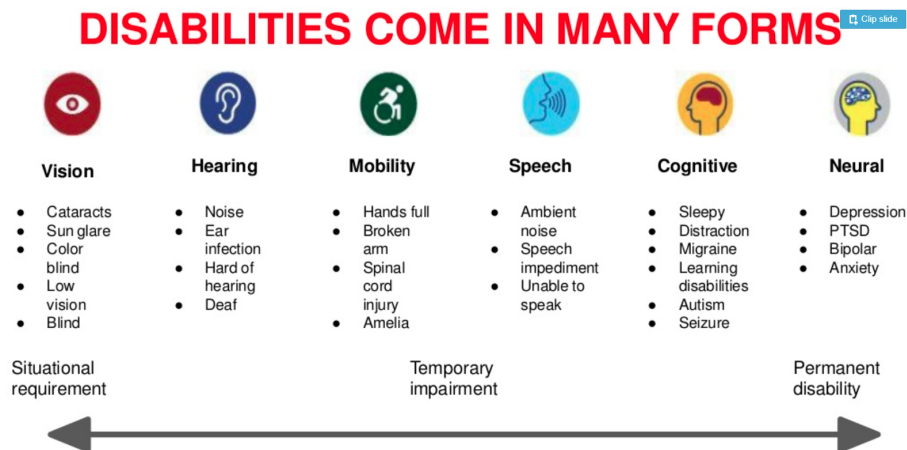 DISABILITIES COME IN MANY FORMS
Clip slide
Vision
● Cataracts
● Sun glare
● Color
blind
● Low
vision
● Blind
Hearing
● Noise
● Ear
infection
● Hard of
hearing
● Deaf
Mobility
● Hands full
● Broken
arm
● Spinal
cord
injury
● Amelia
Speech
● Ambient
noise
● Speech
impediment
● Unable to
speak
Cognitive
● Sleepy
● Distraction
● Migraine
● Learning
disabilities
● Autism
● Seizure
Neural
● Depression
● PTSD
● Bipolar
● Anxiety
Situational
requirement
Temporary
impairment
Permanent
disability